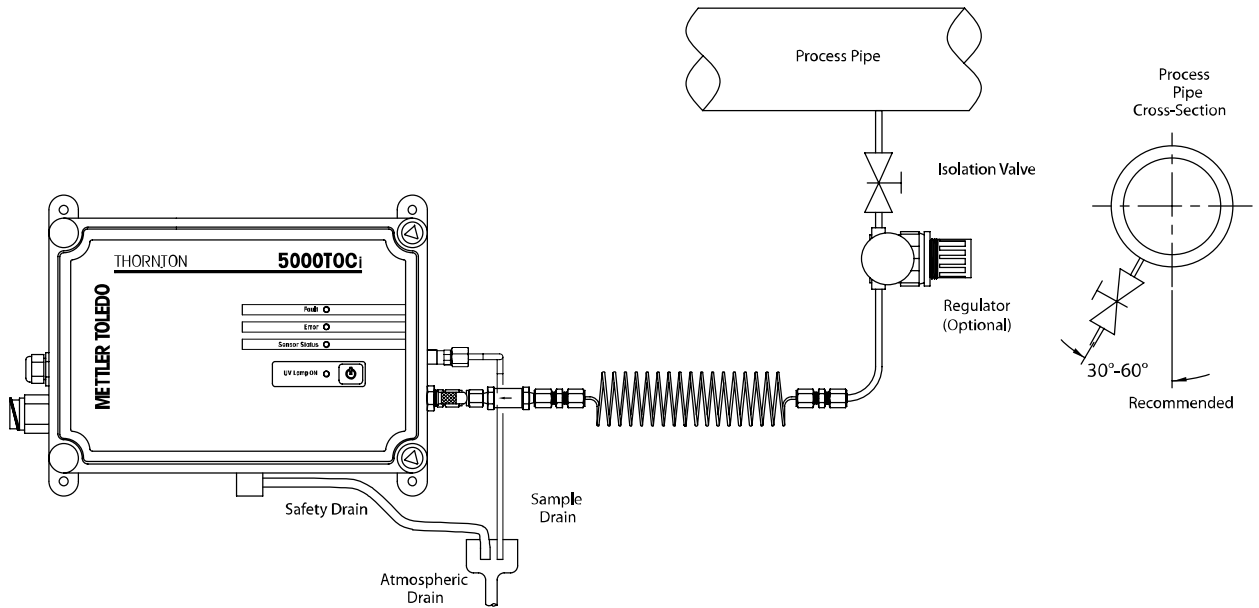 Process Pipe
Process
Pipe
Cross-Section
Isolation Valve
THORNTON
5000TOCi
METTLER TOLEDO
Fault
Error
Sensor Status
UV Lamp ON
Regulator
(Optional)
30°-60°
Recommended
Safety Drain
Sample
Drain
Atmospheric
Drain